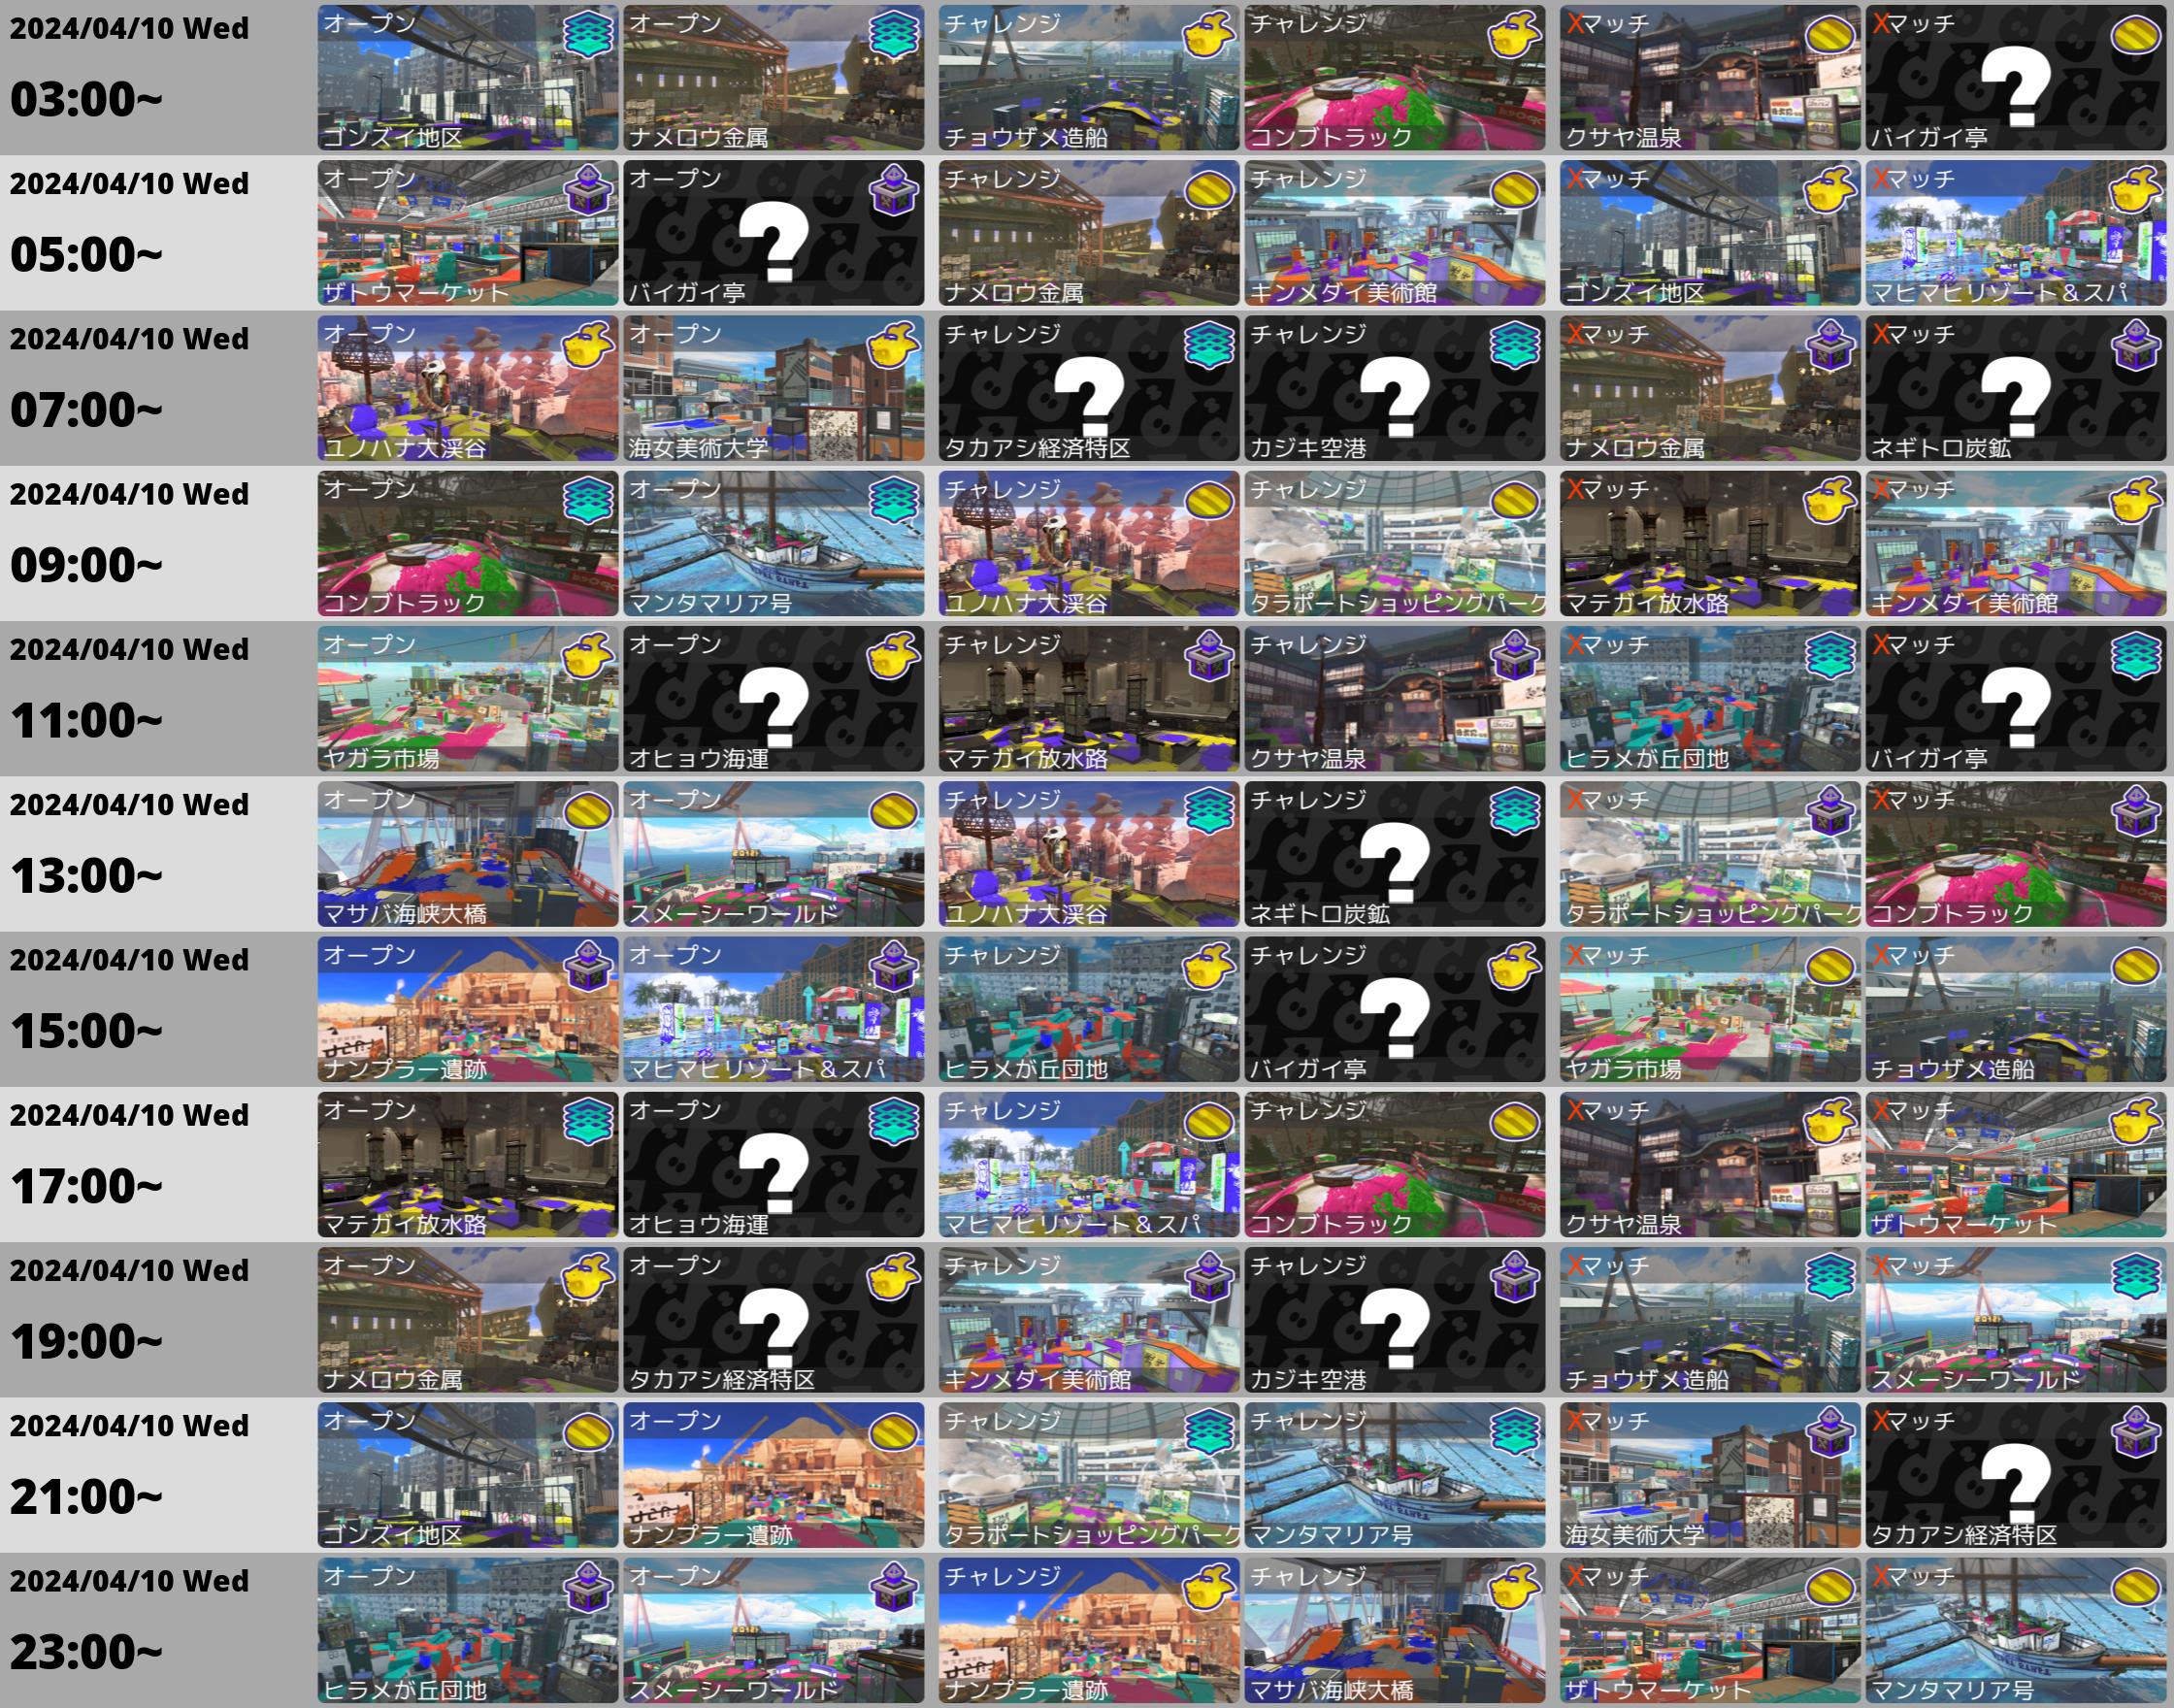 2024/04/10 Wed
03:00~
オープン オープン チャレンジ チャレンジ Xマッチ Xマッチ
ゴンズイ地区 ナメロウ金属 チョウザメ造船 コンブトラック クサヤ温泉 バイガイ亭
2024/04/10 Wed
05:00~
オープン オープン チャレンジ チャレンジ Xマッチ Xマッチ
ザトウマーケット バイガイ亭 ナメロウ金属 キンメダイ美術館 ゴンズイ地区 マヒマヒリゾート&スパ
2024/04/10 Wed
07:00~
オープン オープン チャレンジ チャレンジ Xマッチ Xマッチ
ユノハナ大渓谷 海女美術大学 タカアシ経済特区 カジキ空港 ナメロウ金属 ネギトロ炭鉱
2024/04/10 Wed
09:00~
オープン オープン チャレンジ チャレンジ Xマッチ Xマッチ
コンブトラック マンタマリア号 ユノハナ大渓谷 タラポートショッピングパーク マテガイ放水路 キンメダイ美術館
2024/04/10 Wed
11:00~
オープン オープン チャレンジ チャレンジ Xマッチ Xマッチ
ヤガラ市場 オヒョウ海運 マテガイ放水路 クサヤ温泉 ヒラメが丘団地 バイガイ亭
2024/04/10 Wed
13:00~
オープン オープン チャレンジ チャレンジ Xマッチ Xマッチ
マサバ海峡大橋 スメーシーワールド ユノハナ大渓谷 ネギトロ炭鉱 タラポートショッピングパーク コンブトラック
2024/04/10 Wed
15:00~
オープン オープン チャレンジ チャレンジ Xマッチ Xマッチ
ナンプラー遺跡 マヒマヒリゾート&スパ ヒラメが丘団地 バイガイ亭 ヤガラ市場 チョウザメ造船
2024/04/10 Wed
17:00~
オープン オープン チャレンジ チャレンジ Xマッチ Xマッチ
マテガイ放水路 オヒョウ海運 マヒマヒリゾート&スパ コンブトラック クサヤ温泉 ザトウマーケット
2024/04/10 Wed
19:00~
オープン オープン チャレンジ チャレンジ Xマッチ Xマッチ
ナメロウ金属 タカアシ経済特区 キンメダイ美術館 カジキ空港 チョウザメ造船 スメーシーワールド
2024/04/10 Wed
21:00~
オープン オープン チャレンジ チャレンジ Xマッチ Xマッチ
ゴンズイ地区 ナンプラー遺跡 タラポートショッピングパーク マンタマリア号 海女美術大学 タカアシ経済特区
2024/04/10 Wed
23:00~
オープン オープン チャレンジ チャレンジ Xマッチ Xマッチ
ヒラメが丘団地 スメーシーワールド ナンプラー遺跡 マサバ海峡大橋 ザトウマーケット マンタマリア号